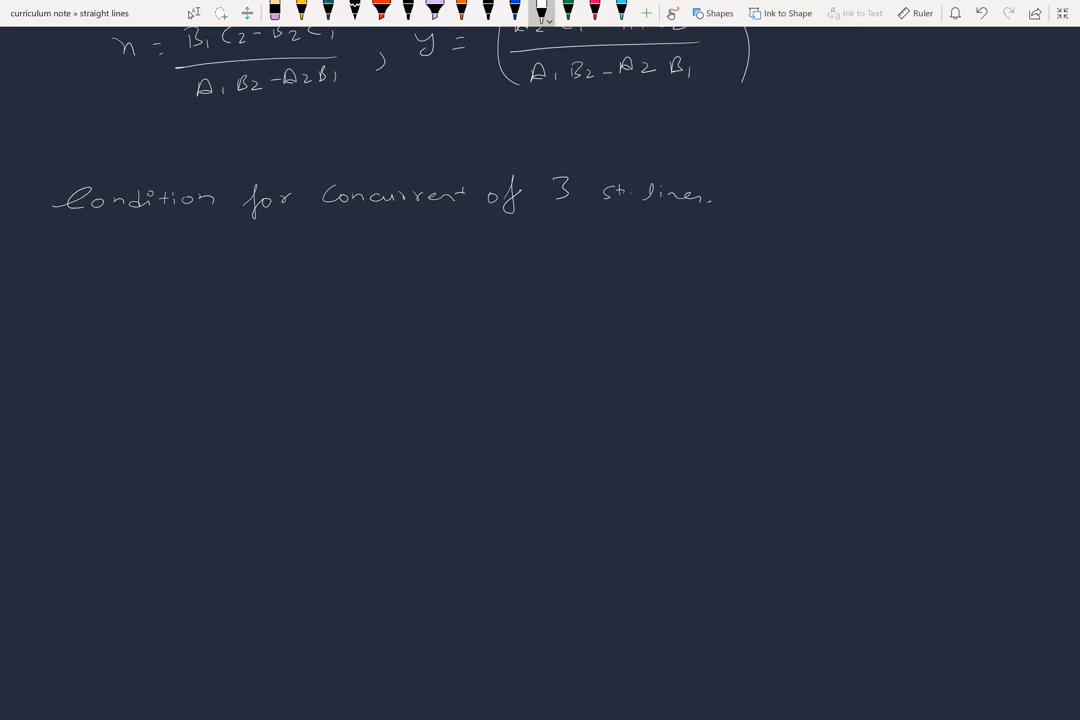 curriculum note » straight lines
Shapes
Ink to Shape
Ink to Text
Ruler
x = B₁C₂-B₂C₁ / A₁B₂-A₂B₁ , y = ( / A₁B₂-A₂B₁ )
Condition for concurrent of 3 st. lines.